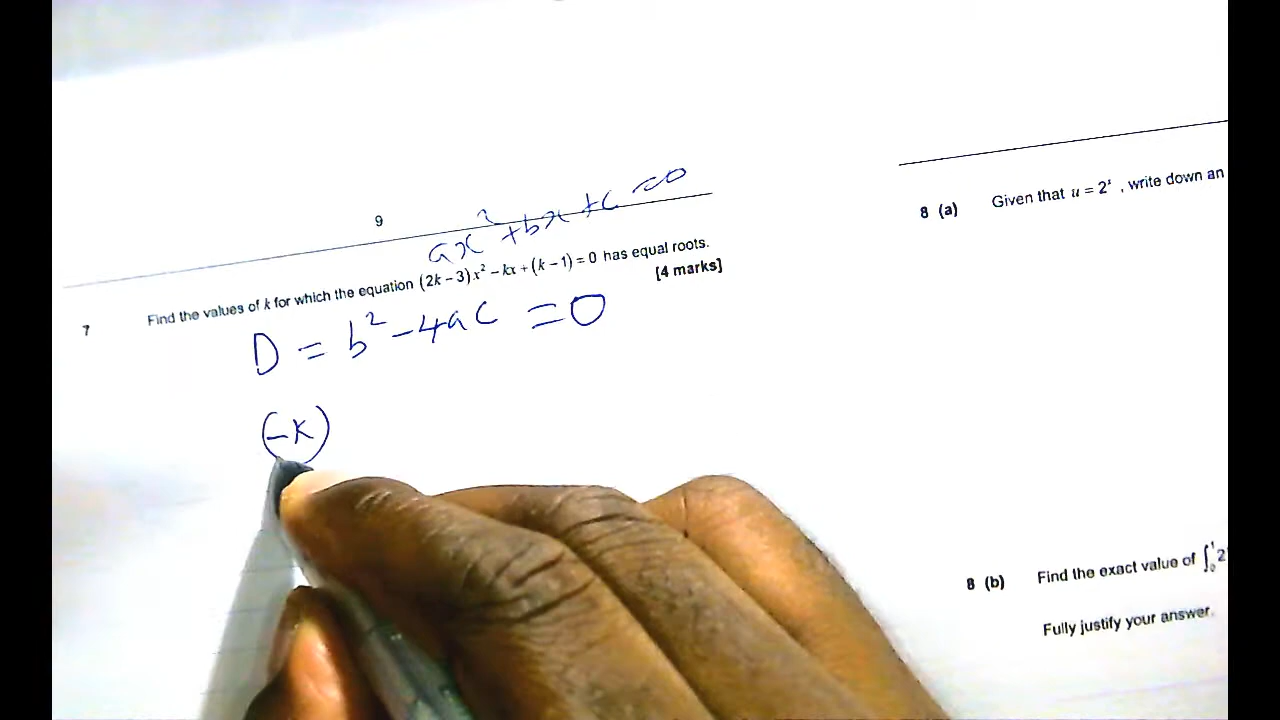 9
ax² + bx + c = 0
7 Find the values of k for which the equation (2k – 3)x² – kx + (k – 1) = 0 has equal roots.
[4 marks]
D = b² - 4ac = 0
(-k)
8 (a) Given that u = 2ˣ , write down an
8 (b) Find the exact value of ∫₀¹ 2
Fully justify your answer.